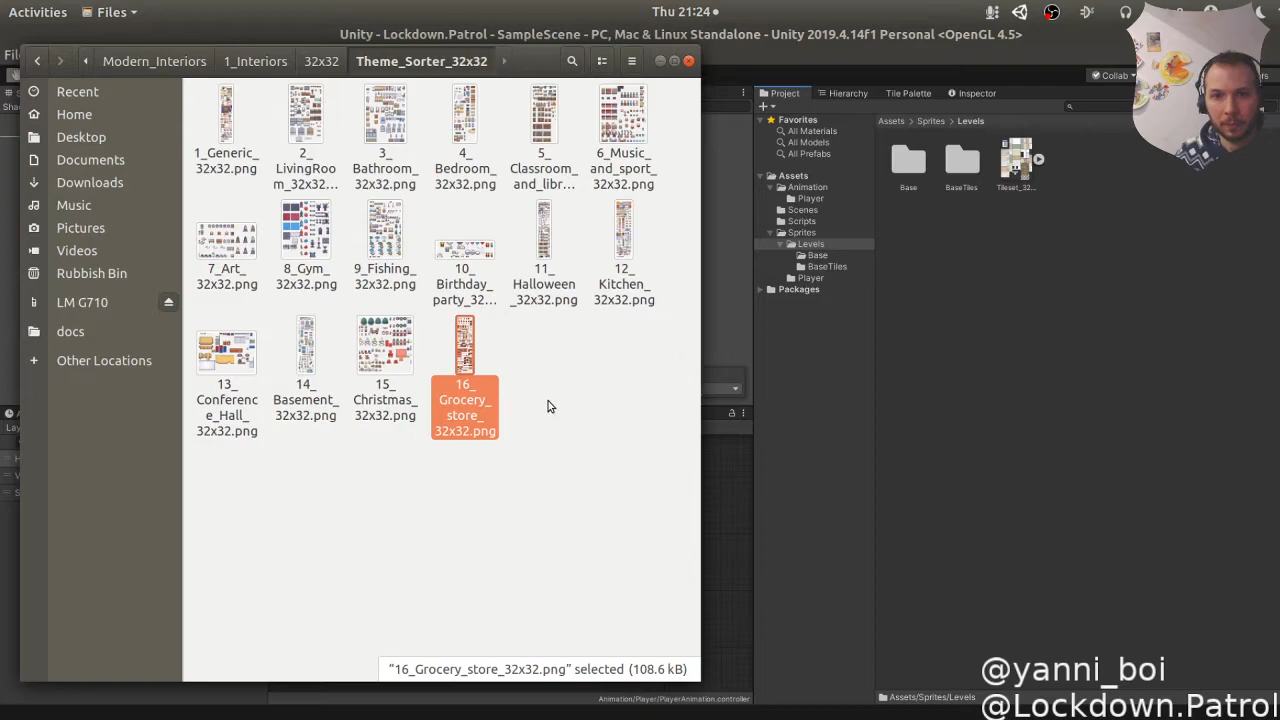 Activities
Files
Thu 21:24
Unity - Lockdown.Patrol - SampleScene - PC, Mac & Linux Standalone - Unity 2019.4.14f1 Personal <OpenGL 4.5>
Modern_Interiors
1_Interiors
32x32
Theme_Sorter_32x32
Recent
Home
Desktop
Documents
Downloads
Music
Pictures
Videos
Rubbish Bin
LM G710
docs
Other Locations
1_Generic_
32x32.png
2_
LivingRoo
m_32x32...
3_
Bathroom_
32x32.png
4_
Bedroom_
32x32.png
5_
Classroom_
and_libr...
6_Music_
and_sport_
32x32.png
7_Art_
32x32.png
8_Gym_
32x32.png
9_Fishing_
32x32.png
10_
Birthday_
party_32...
11_
Halloween
_32x32.png
12_
Kitchen_
32x32.png
13_
Conferenc
e_Hall_
32x32.png
14_
Basement_
32x32.png
15_
Christmas_
32x32.png
16_
Grocery_
store_
32x32.png
“16_Grocery_store_32x32.png” selected (108.6 kB)
Collab
Project
Hierarchy
Tile Palette
Inspector
Favorites
All Materials
All Models
All Prefabs
Assets
Animation
Player
Scenes
Scripts
Sprites
Levels
Base
BaseTiles
Player
Packages
Assets
Sprites
Levels
Base
BaseTiles
Tileset_32...
Animation/Player/PlayerAnimation.controller
Assets/Sprites/Levels
@yanni_boi
@Lockdown.Patrol